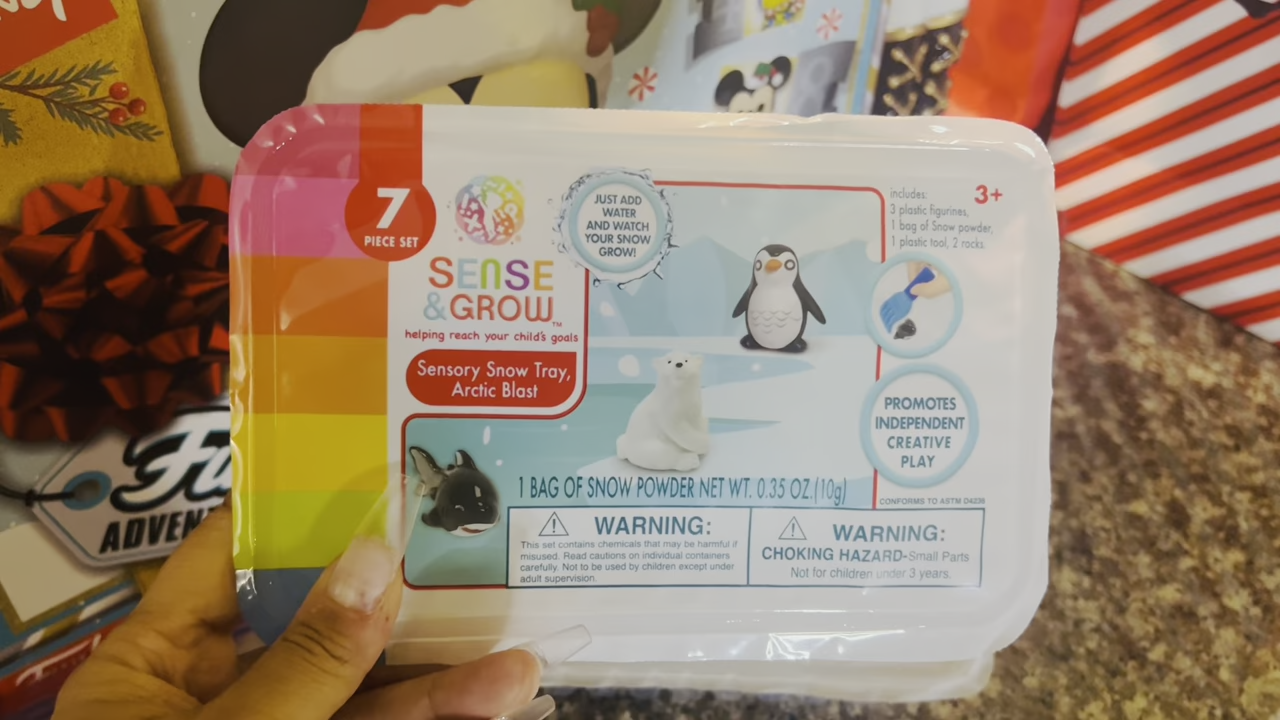 7
PIECE SET
SENSE
&GROW™
helping reach your child's goals
Sensory Snow Tray,
Arctic Blast
JUST ADD
WATER
AND WATCH
YOUR SNOW
GROW!
includes:
3 plastic figurines,
1 bag of Snow powder,
1 plastic tool, 2 rocks.
3+
PROMOTES
INDEPENDENT
CREATIVE
PLAY
CONFORMS TO ASTM D4236
1 BAG OF SNOW POWDER NET WT. 0.35 OZ.(10g)
WARNING:
This set contains chemicals that may be harmful if
misused. Read cautions on individual containers
carefully. Not to be used by children except under
adult supervision.
WARNING:
CHOKING HAZARD-Small Parts
Not for children under 3 years.